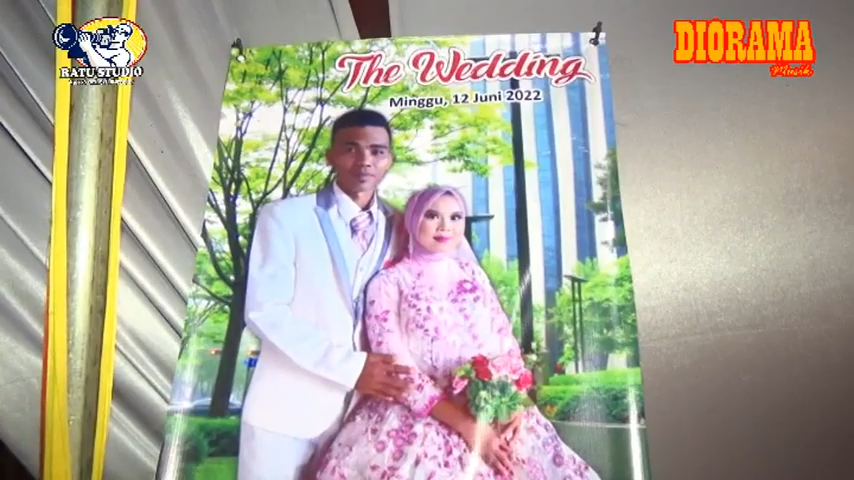 RATU STUDIO
DIORAMA
Musik
The Wedding
Minggu, 12 Juni 2022